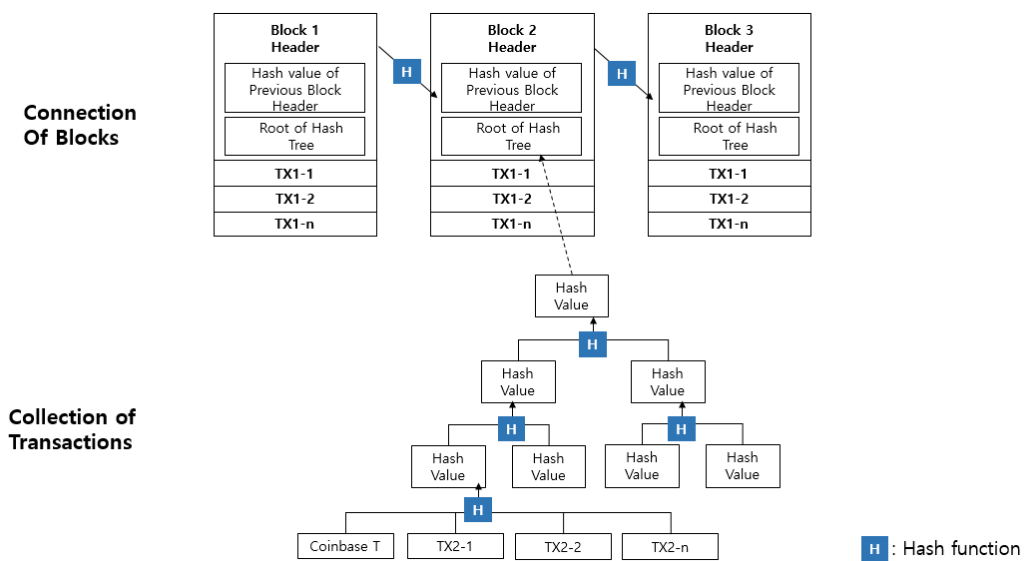 Connection
Of Blocks
Block 1
Header
Hash value of
Previous Block
Header
Root of Hash
Tree
TX1-1
TX1-2
TX1-n
H
Block 2
Header
Hash value of
Previous Block
Header
Root of Hash
Tree
TX1-1
TX1-2
TX1-n
H
Block 3
Header
Hash value of
Previous Block
Header
Root of Hash
Tree
TX1-1
TX1-2
TX1-n
Collection of
Transactions
Hash
Value
H
Hash
Value
Hash
Value
H
H
Hash
Value
Hash
Value
Hash
Value
Hash
Value
H
Coinbase T
TX2-1
TX2-2
TX2-n
H : Hash function